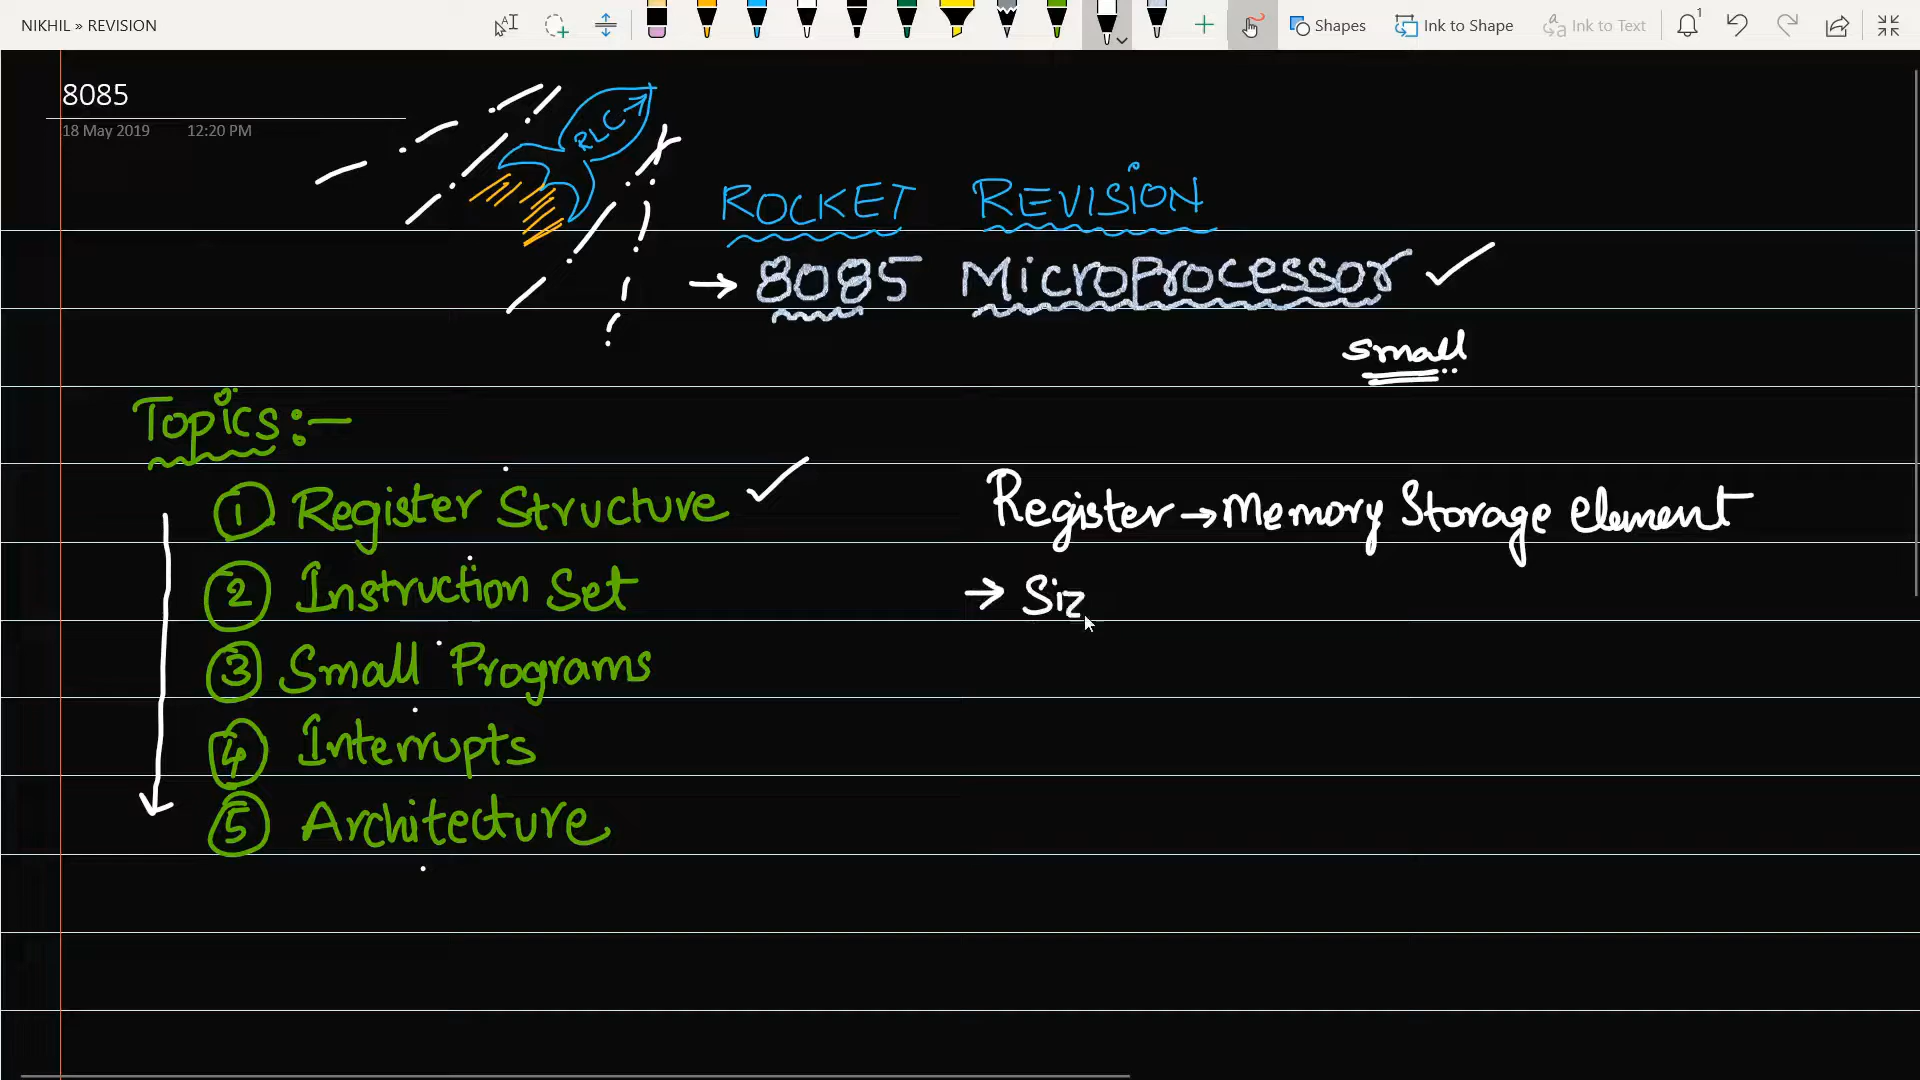 NIKHIL » REVISION
Shapes
Ink to Shape
Ink to Text
1
8085
18 May 2019 12:20 PM
RLC
ROCKET REVISION
→ 8085 MicroProcessor ✓
small
Topics:-
① Register Structure ✓
Register → Memory Storage element
② Instruction Set
→ Siz
③ Small Programs
④ Interrupts
⑤ Architecture